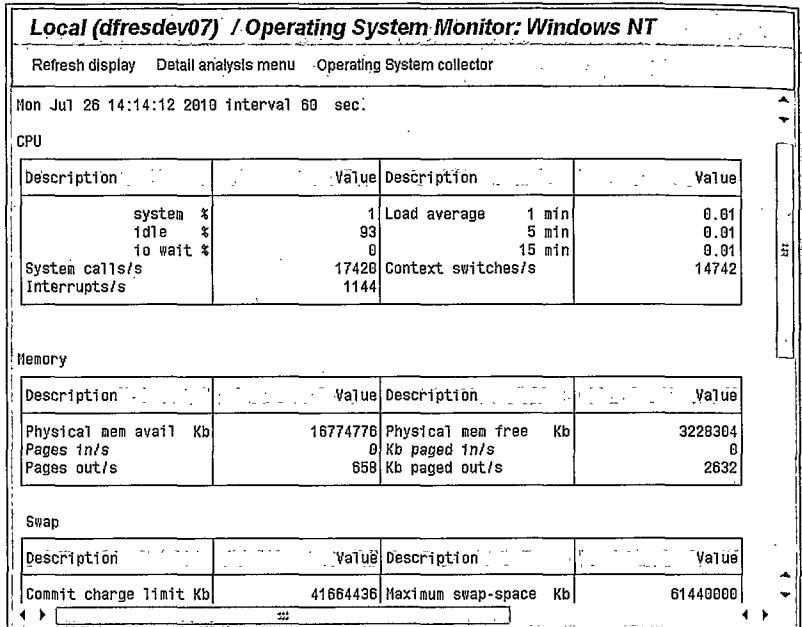 Local (dfresdev07) / Operating System Monitor: Windows NT
Refresh display Detail analysis menu Operating System collector
Mon Jul 26 14:14:12 2010 interval 60 sec.
CPU
Description Value Description Value
system % 1 Load average 1 min 0.01
idle % 93 5 min 0.01
io wait % 0 15 min 0.01
System calls/s 17420 Context switches/s 14742
Interrupts/s 1144
Memory
Description Value Description Value
Physical mem avail Kb 16774776 Physical mem free Kb 3228304
Pages in/s 0 Kb paged in/s 0
Pages out/s 658 Kb paged out/s 2632
Swap
Description Value Description Value
Commit charge limit Kb 41664436 Maximum swap-space Kb 61440000